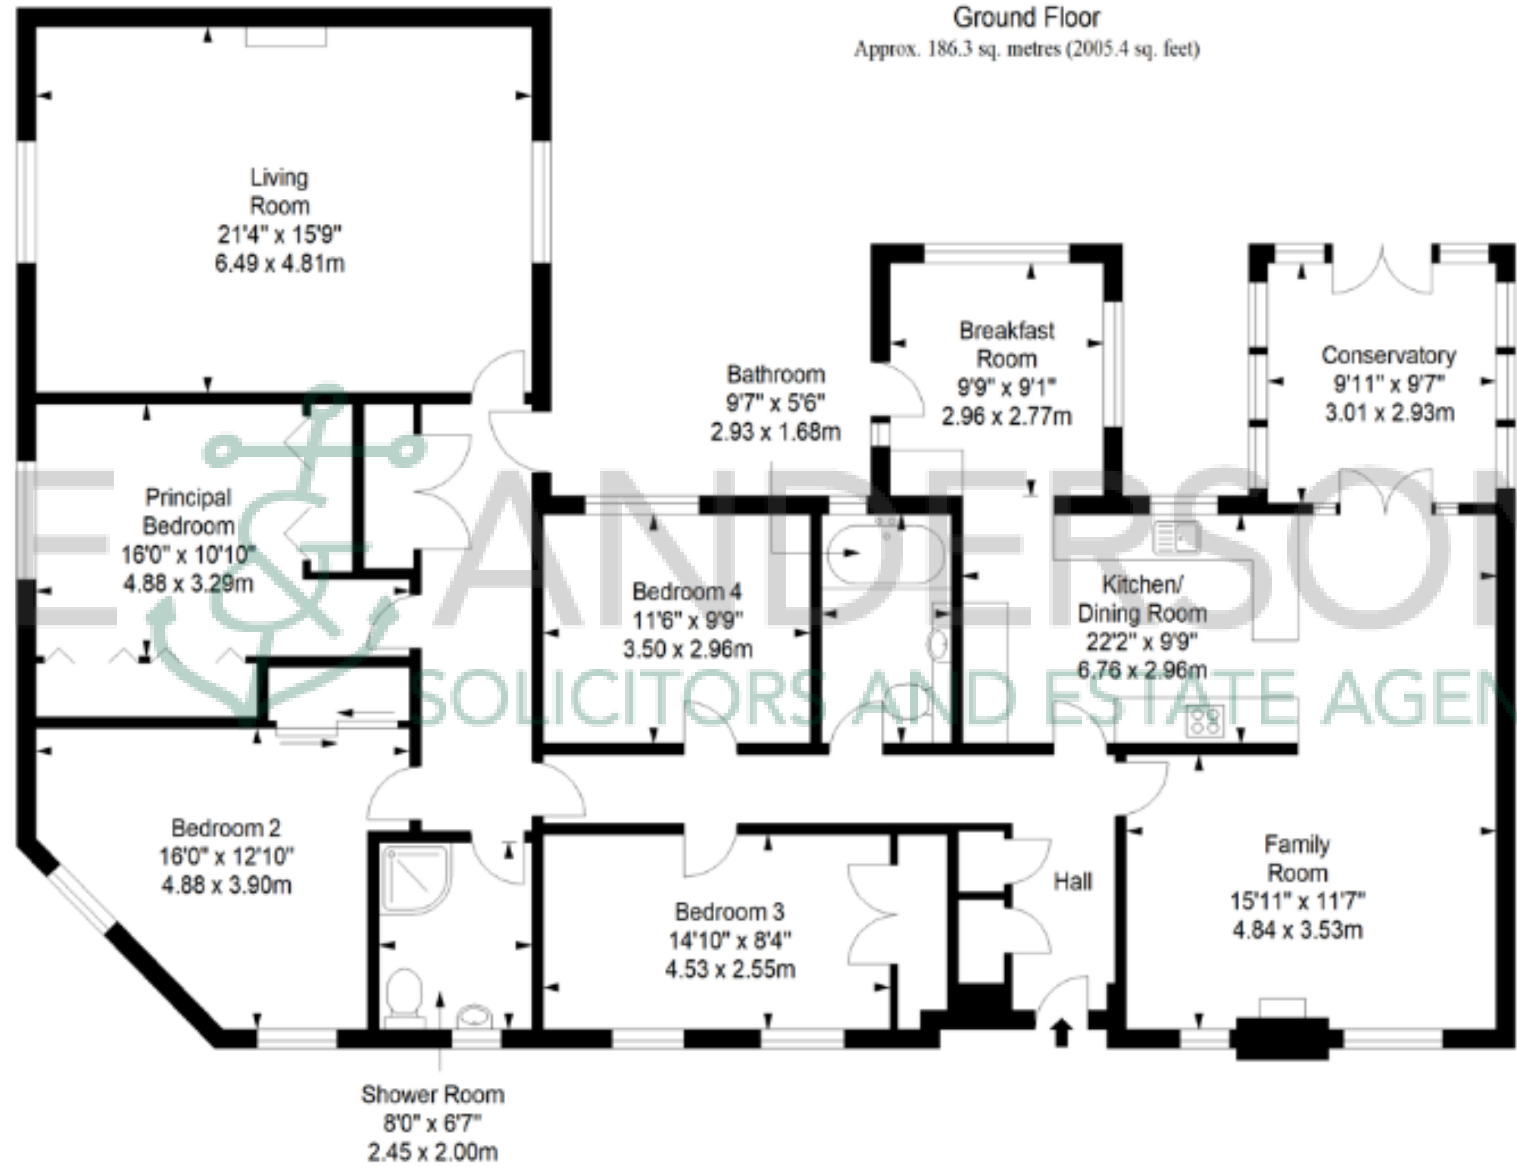 Ground Floor
Approx. 186.3 sq. metres (2005.4 sq. feet)
Living
Room
21'4" x 15'9"
6.49 x 4.81m
Breakfast
Room
9'9" x 9'1"
2.96 x 2.77m
Conservatory
9'11" x 9'7"
3.01 x 2.93m
Bathroom
9'7" x 5'6"
2.93 x 1.68m
Principal
Bedroom
16'0" x 10'10"
4.88 x 3.29m
Bedroom 4
11'6" x 9'9"
3.50 x 2.96m
Kitchen/
Dining Room
22'2" x 9'9"
6.76 x 2.96m
E & ANDERSON
SOLICITORS AND ESTATE AGEN
Bedroom 2
16'0" x 12'10"
4.88 x 3.90m
Bedroom 3
14'10" x 8'4"
4.53 x 2.55m
Hall
Family
Room
15'11" x 11'7"
4.84 x 3.53m
Shower Room
8'0" x 6'7"
2.45 x 2.00m